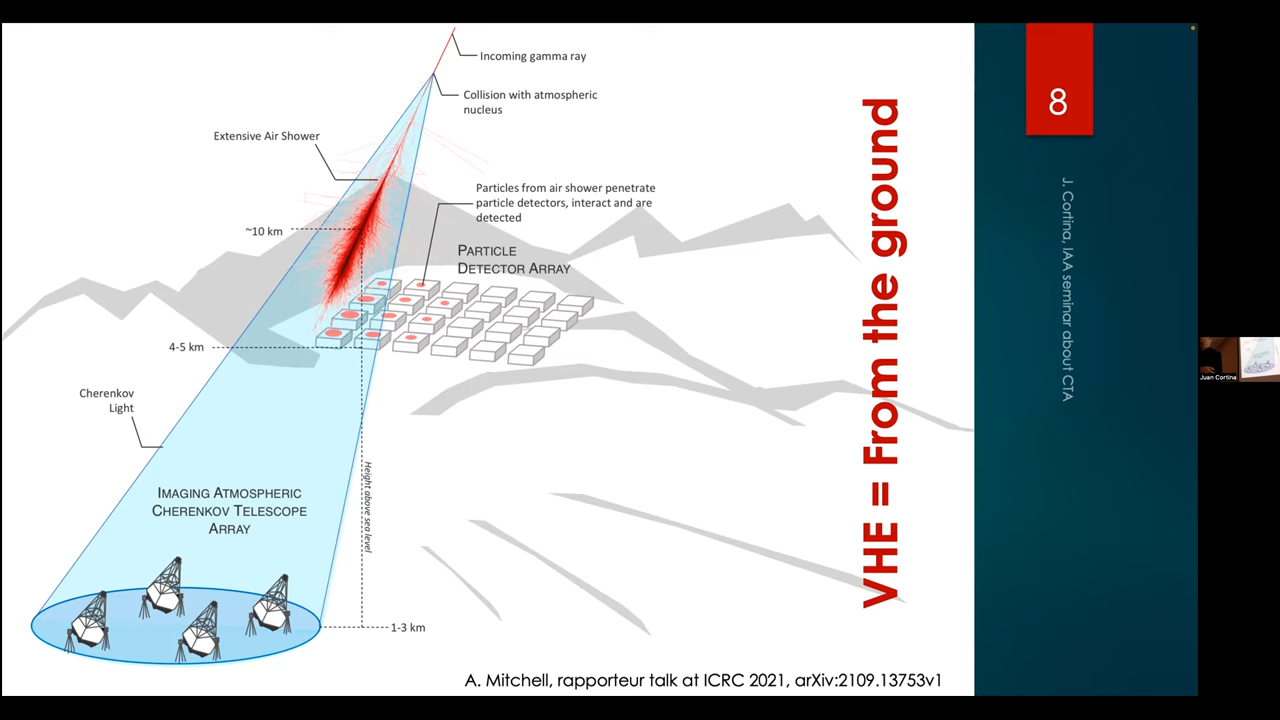 Incoming gamma ray
Collision with atmospheric
nucleus
Extensive Air Shower
Particles from air shower penetrate
particle detectors, interact and are
detected
~10 km
PARTICLE
DETECTOR ARRAY
4-5 km
Cherenkov
Light
Height above sea level
IMAGING ATMOSPHERIC
CHERENKOV TELESCOPE
ARRAY
1-3 km
A. Mitchell, rapporteur talk at ICRC 2021, arXiv:2109.13753v1
VHE = From the ground
8
J. Cortina, IAA seminar about CTA
Juan Cortina